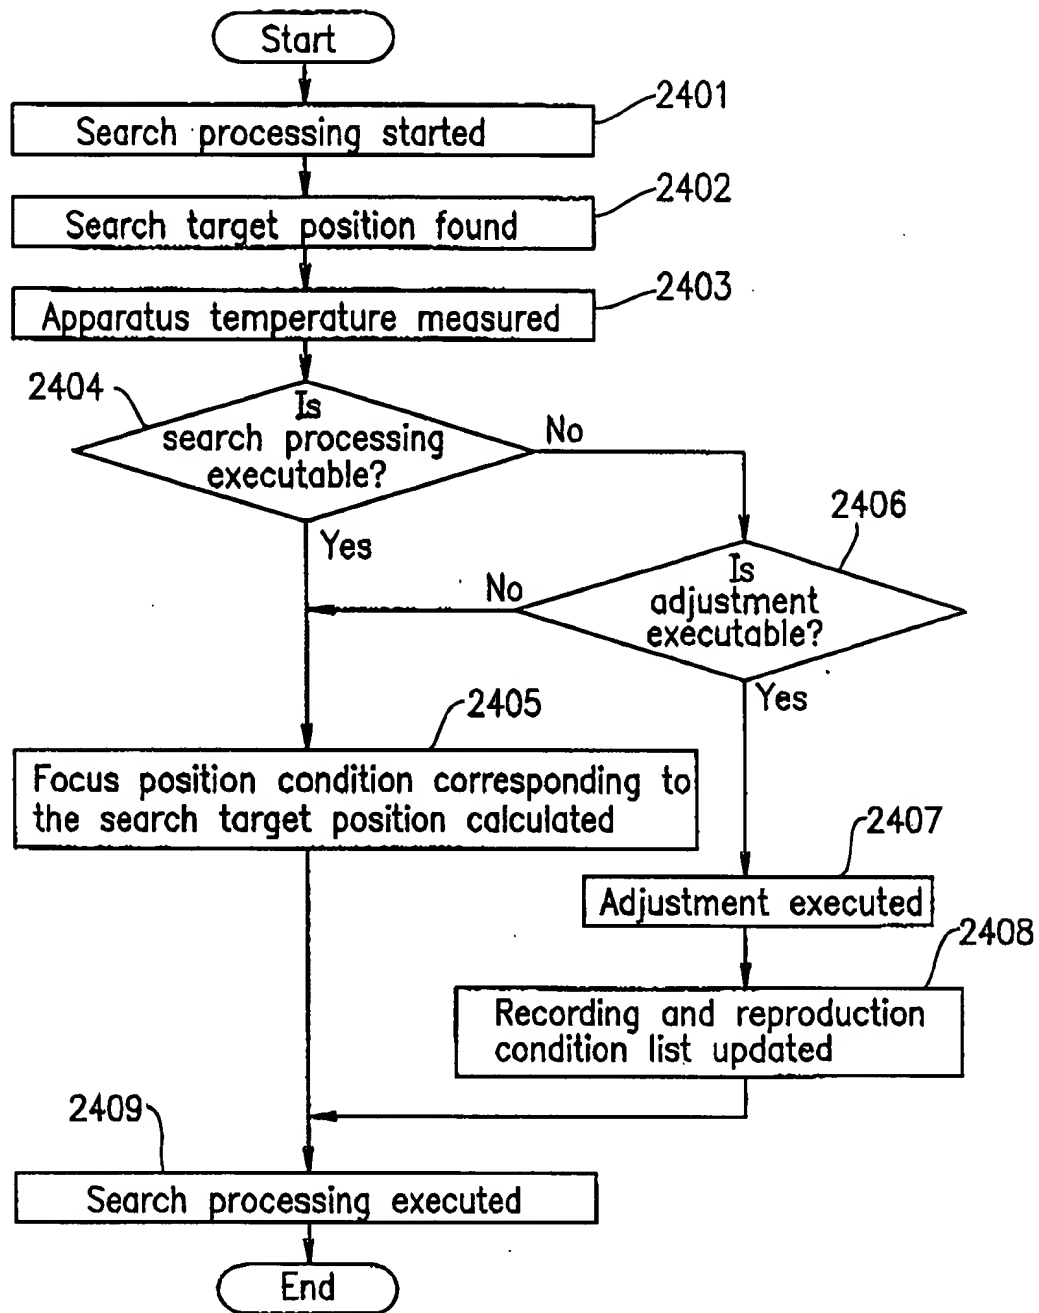 Start
2401
Search processing started
2402
Search target position found
2403
Apparatus temperature measured
2404
Is
search processing
executable?
No
Yes
2406
Is
adjustment
executable?
No
Yes
2405
Focus position condition corresponding to
the search target position calculated
2407
Adjustment executed
2408
Recording and reproduction
condition list updated
2409
Search processing executed
End